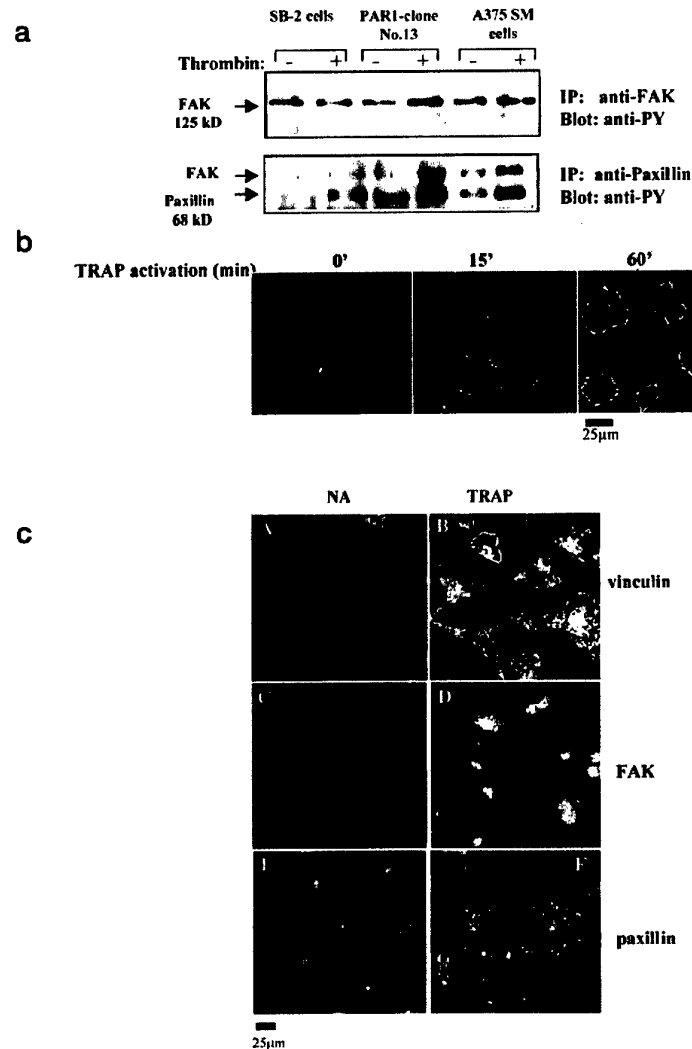 a
SB-2 cells
PAR1-clone
No.13
A375 SM
cells
Thrombin: - + - + - +
FAK
125 kD
IP: anti-FAK
Blot: anti-PY
FAK
Paxillin
68 kD
IP: anti-Paxillin
Blot: anti-PY
b
TRAP activation (min)
0' 15' 60'
25µm
c
NA TRAP
B
vinculin
C D
FAK
paxillin
25µm